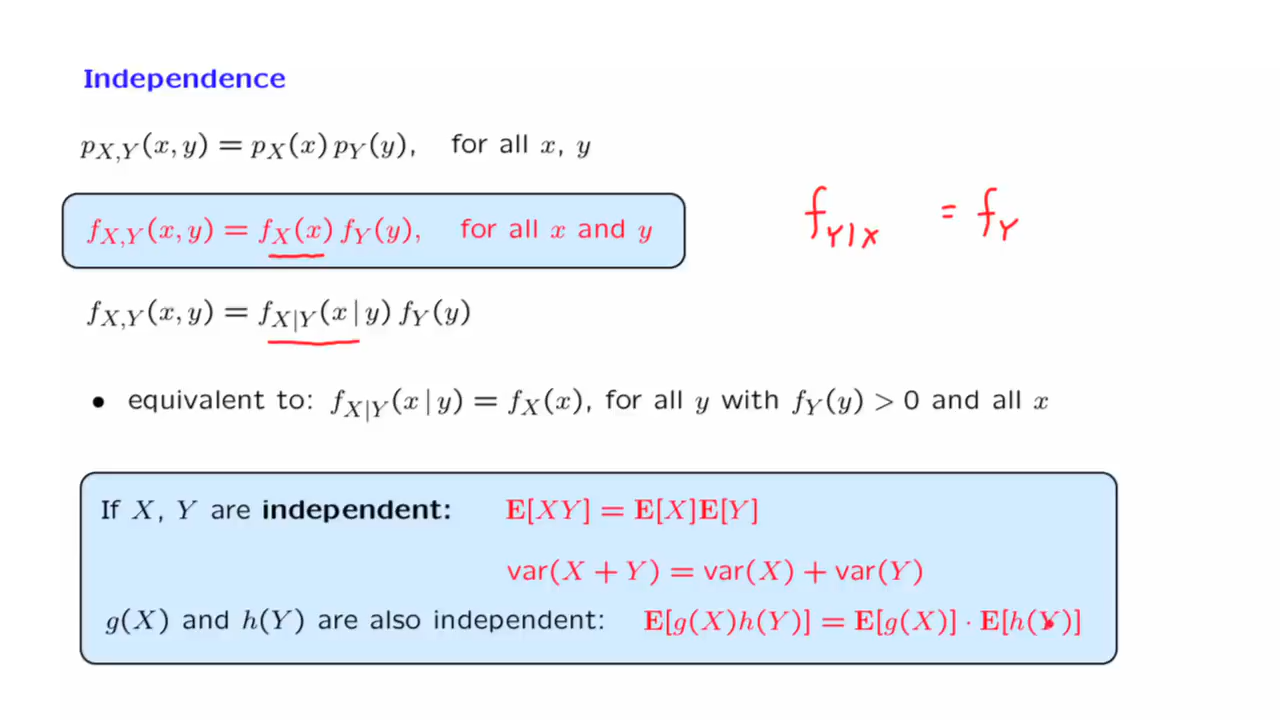 Independence
p_{X,Y}(x, y) = p_X(x) p_Y(y), for all x, y
f_{X,Y}(x, y) = f_X(x) f_Y(y), for all x and y
f_{Y|X} = f_Y
f_{X,Y}(x, y) = f_{X|Y}(x | y) f_Y(y)
• equivalent to: f_{X|Y}(x | y) = f_X(x), for all y with f_Y(y) > 0 and all x
If X, Y are independent: E[XY] = E[X]E[Y]
var(X + Y) = var(X) + var(Y)
g(X) and h(Y) are also independent: E[g(X)h(Y)] = E[g(X)] · E[h(Y)]